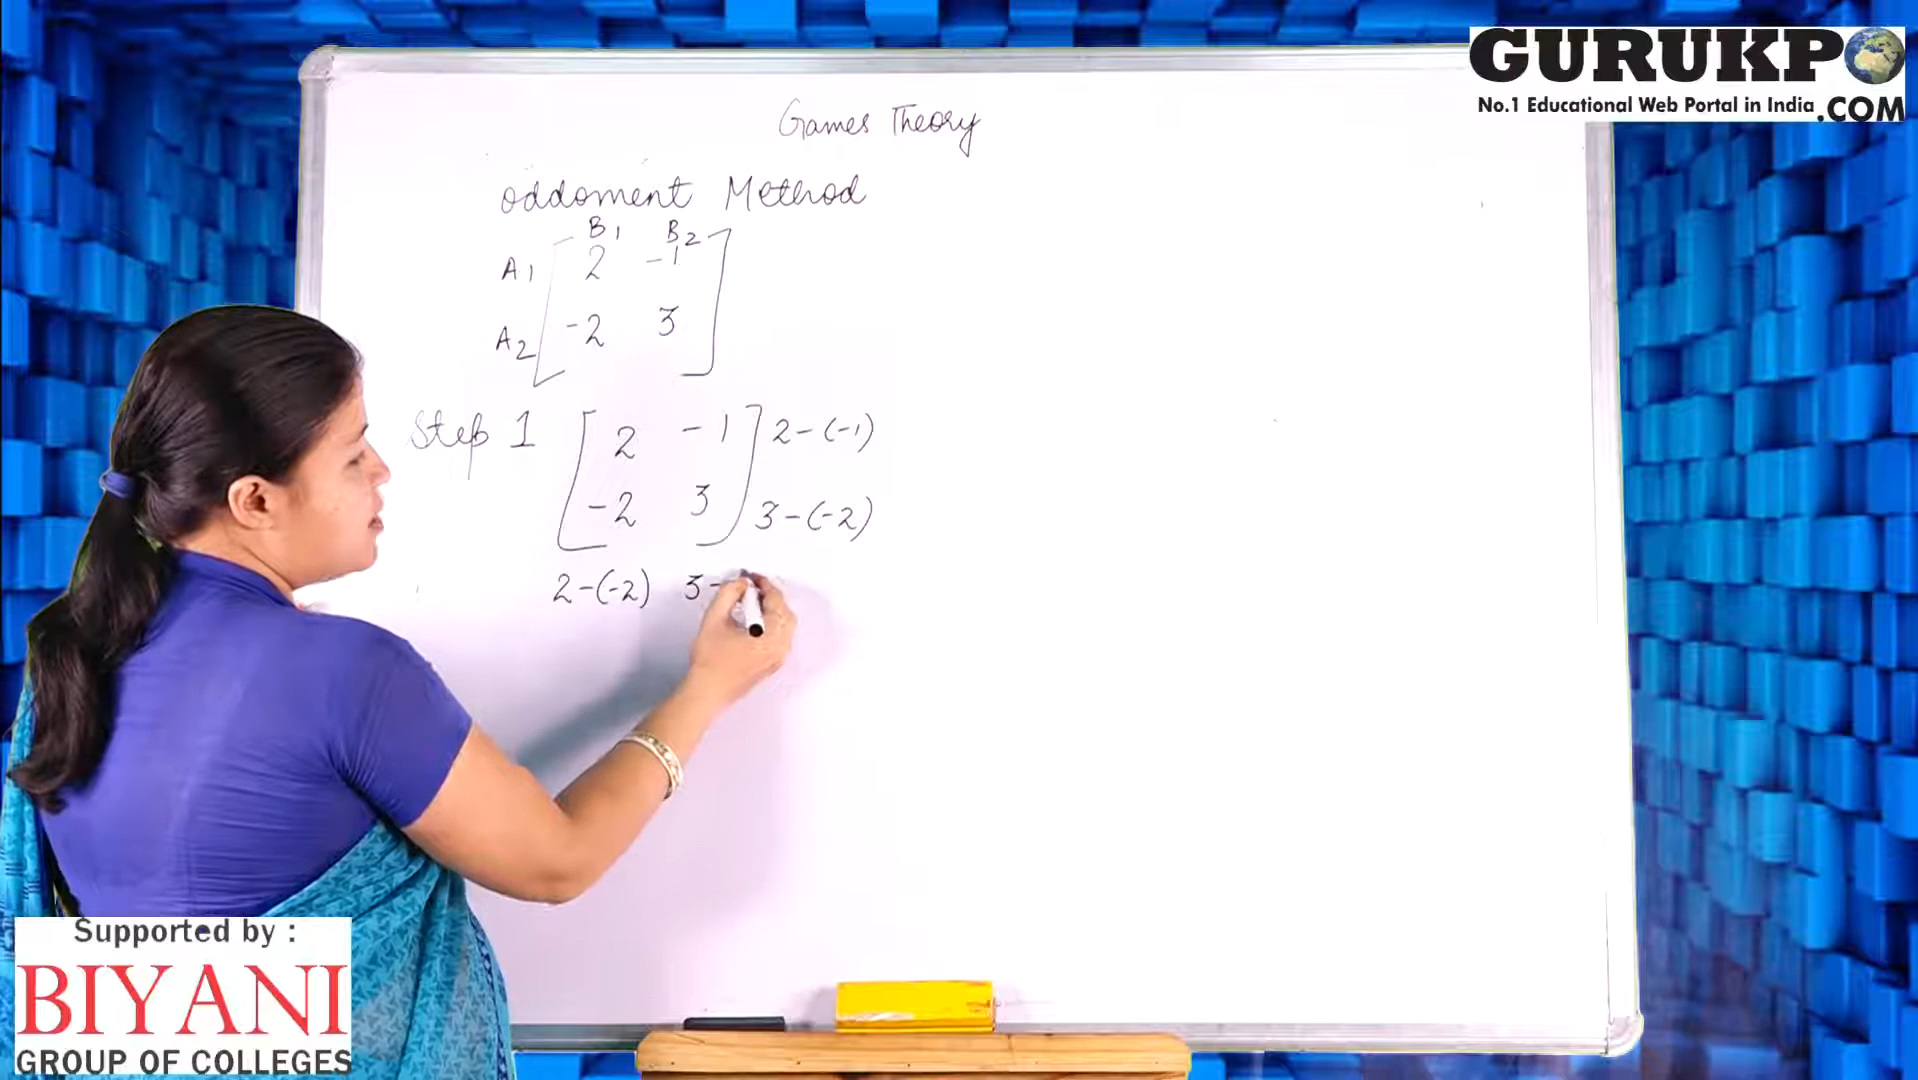 GURUKPO
No.1 Educational Web Portal in India .COM
Games Theory
oddoment Method
B1 B2
A1 2 -1
A2 -2 3
Step 1 2 -1 2-(-1)
-2 3 3-(-2)
2-(-2) 3-
Supported by :
BIYANI
GROUP OF COLLEGES